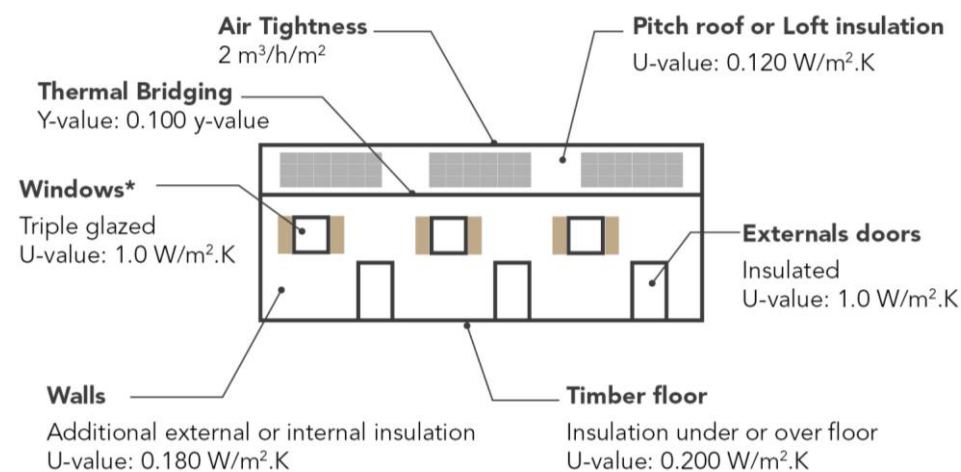 Air Tightness
2 m³/h/m²
Pitch roof or Loft insulation
U-value: 0.120 W/m².K
Thermal Bridging
Y-value: 0.100 y-value
Windows*
Triple glazed
U-value: 1.0 W/m².K
Externals doors
Insulated
U-value: 1.0 W/m².K
Walls
Additional external or internal insulation
U-value: 0.180 W/m².K
Timber floor
Insulation under or over floor
U-value: 0.200 W/m².K